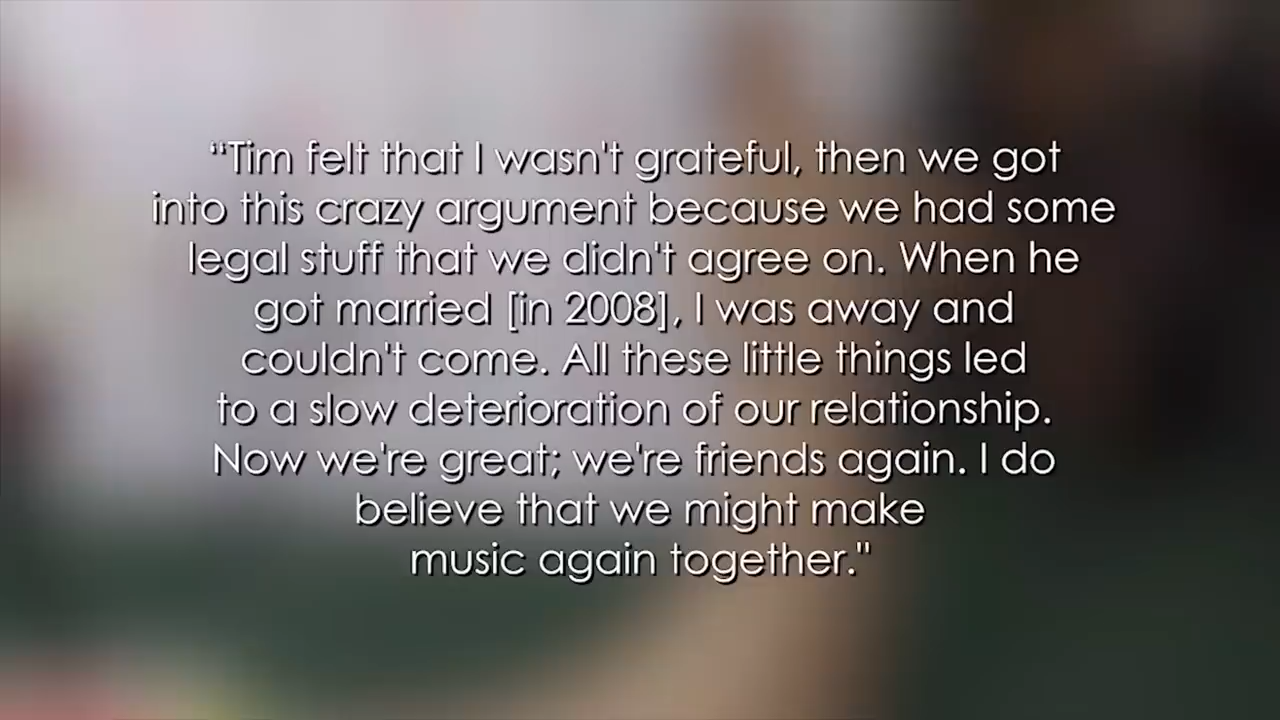 “Tim felt that I wasn't grateful, then we got
into this crazy argument because we had some
legal stuff that we didn't agree on. When he
got married [in 2008], I was away and
couldn't come. All these little things led
to a slow deterioration of our relationship.
Now we're great; we're friends again. I do
believe that we might make
music again together."